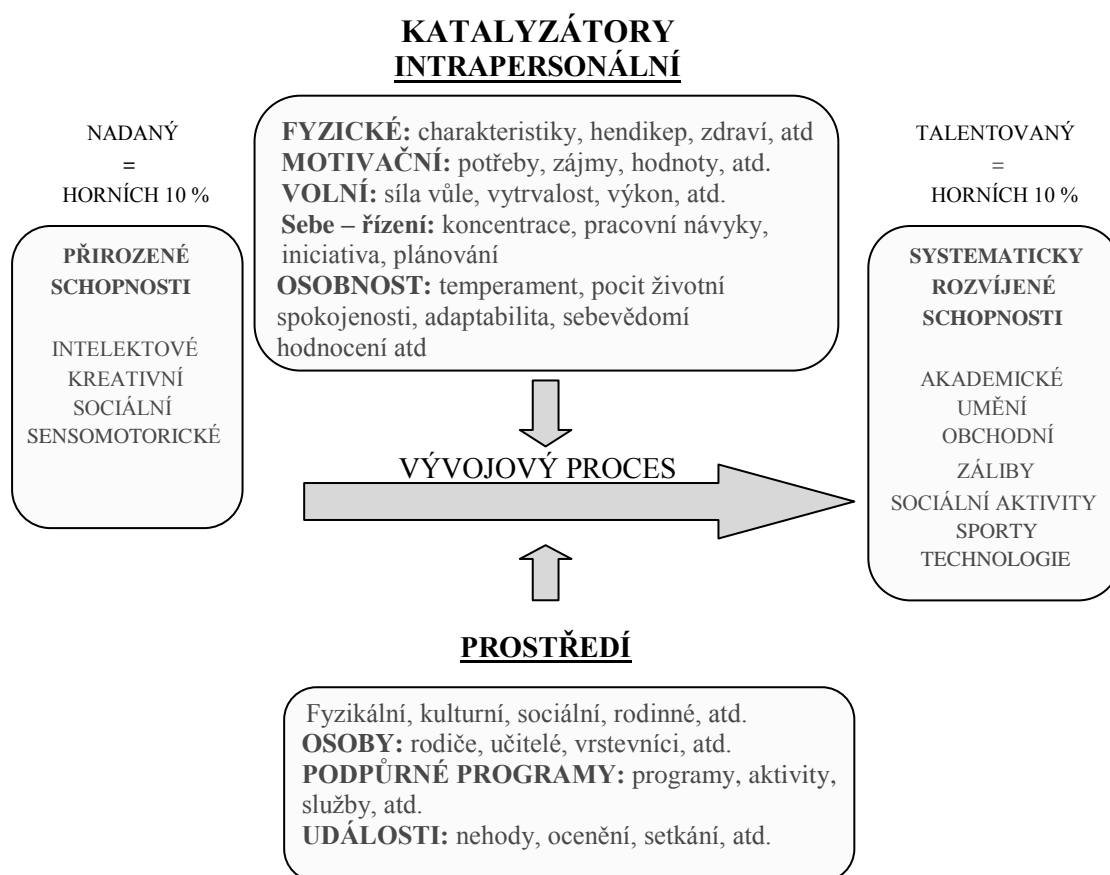 KATALYZÁTORY
INTRAPERSONÁLNÍ
NADANÝ
=
HORNÍCH 10 %
PŘIROZENÉ
SCHOPNOSTI
INTELEKTOVÉ
KREATIVNÍ
SOCIÁLNÍ
SENSOMOTORICKÉ
FYZICKÉ: charakteristiky, hendikep, zdraví, atd
MOTIVAČNÍ: potřeby, zájmy, hodnoty, atd.
VOLNÍ: síla vůle, vytrvalost, výkon, atd.
Sebe – řízení: koncentrace, pracovní návyky,
iniciativa, plánování
OSOBNOST: temperament, pocit životní
spokojenosti, adaptabilita, sebevědomí
hodnocení atd
TALENTOVANÝ
=
HORNÍCH 10 %
SYSTEMATICKY
ROZVÍJENÉ
SCHOPNOSTI
AKADEMICKÉ
UMĚNÍ
OBCHODNÍ
ZÁLIBY
SOCIÁLNÍ AKTIVITY
SPORTY
TECHNOLOGIE
VÝVOJOVÝ PROCES
PROSTŘEDÍ
Fyzikální, kulturní, sociální, rodinné, atd.
OSOBY: rodiče, učitelé, vrstevníci, atd.
PODPŮRNÉ PROGRAMY: programy, aktivity,
služby, atd.
UDÁLOSTI: nehody, ocenění, setkání, atd.